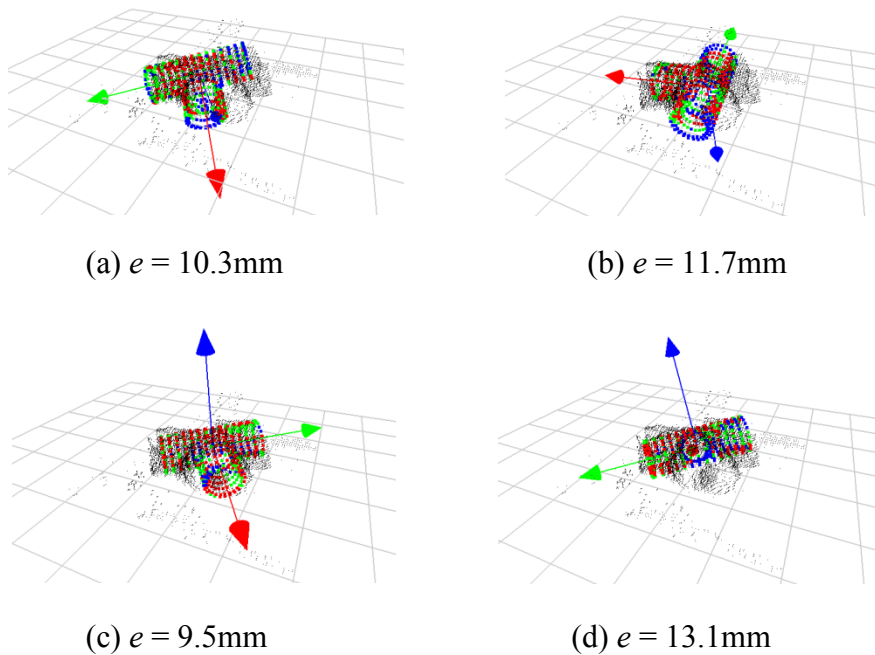 (a) e = 10.3mm
(b) e = 11.7mm
(c) e = 9.5mm
(d) e = 13.1mm